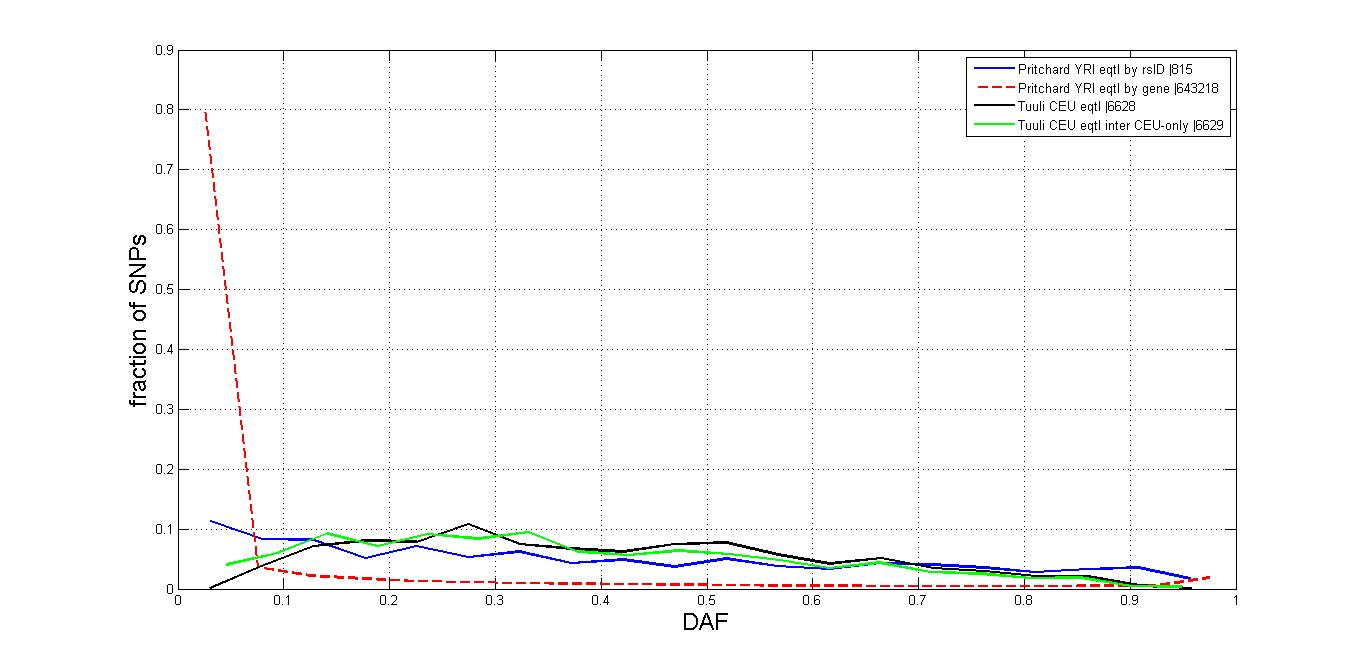 0.9
0.8
0.7
0.6
0.5
0.4
0.3
0.2
0.1
0
fraction of SNPs
Pritchard YRI eqtl by rsID |815
Pritchard YRI eqtl by gene |643218
Tuuli CEU eqtl |6628
Tuuli CEU eqtl inter CEU-only |6629
0 0.1 0.2 0.3 0.4 0.5 0.6 0.7 0.8 0.9 1
DAF